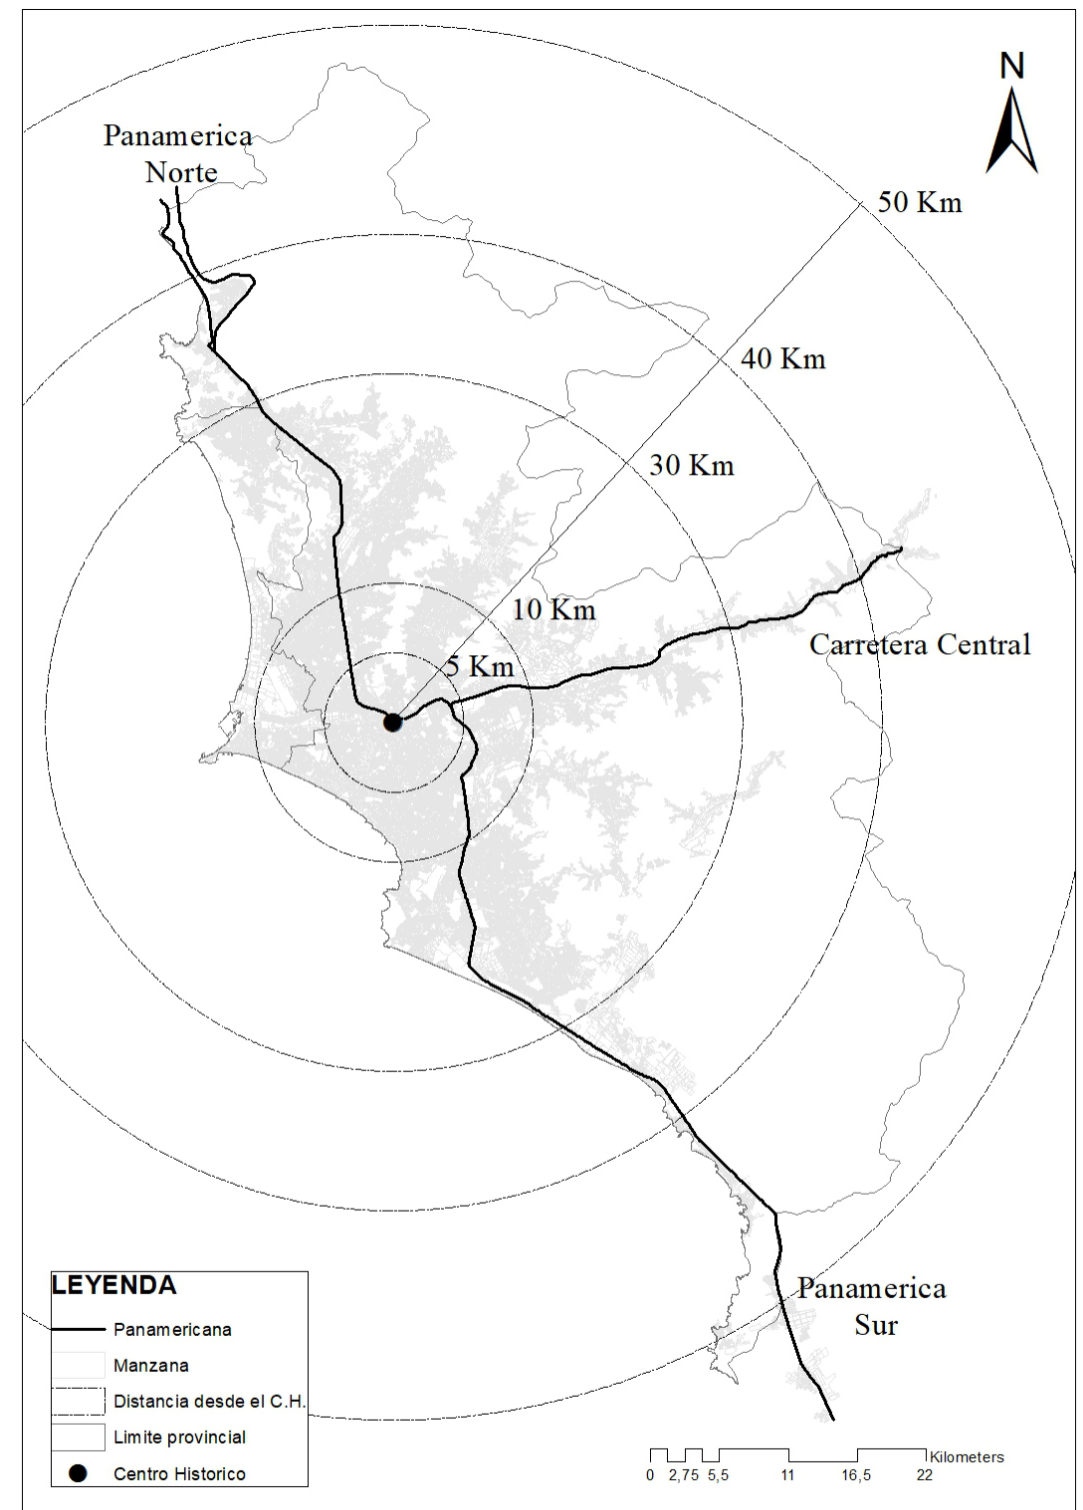 N
Panamerica
Norte
50 Km
40 Km
30 Km
10 Km
Carretera Central
5 Km
Panamerica
Sur
LEYENDA
Panamericana
Manzana
Distancia desde el C.H.
Limite provincial
Centro Historico
Kilometers
0 2,75 5,5 11 16,5 22